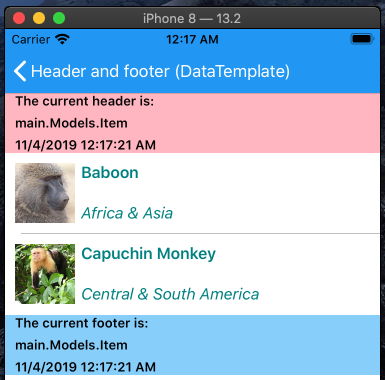 iPhone 8 — 13.2
Carrier 12:17 AM
Header and footer (DataTemplate)
The current header is:
main.Models.Item
11/4/2019 12:17:21 AM
Baboon
Africa & Asia
Capuchin Monkey
Central & South America
The current footer is:
main.Models.Item
11/4/2019 12:17:21 AM